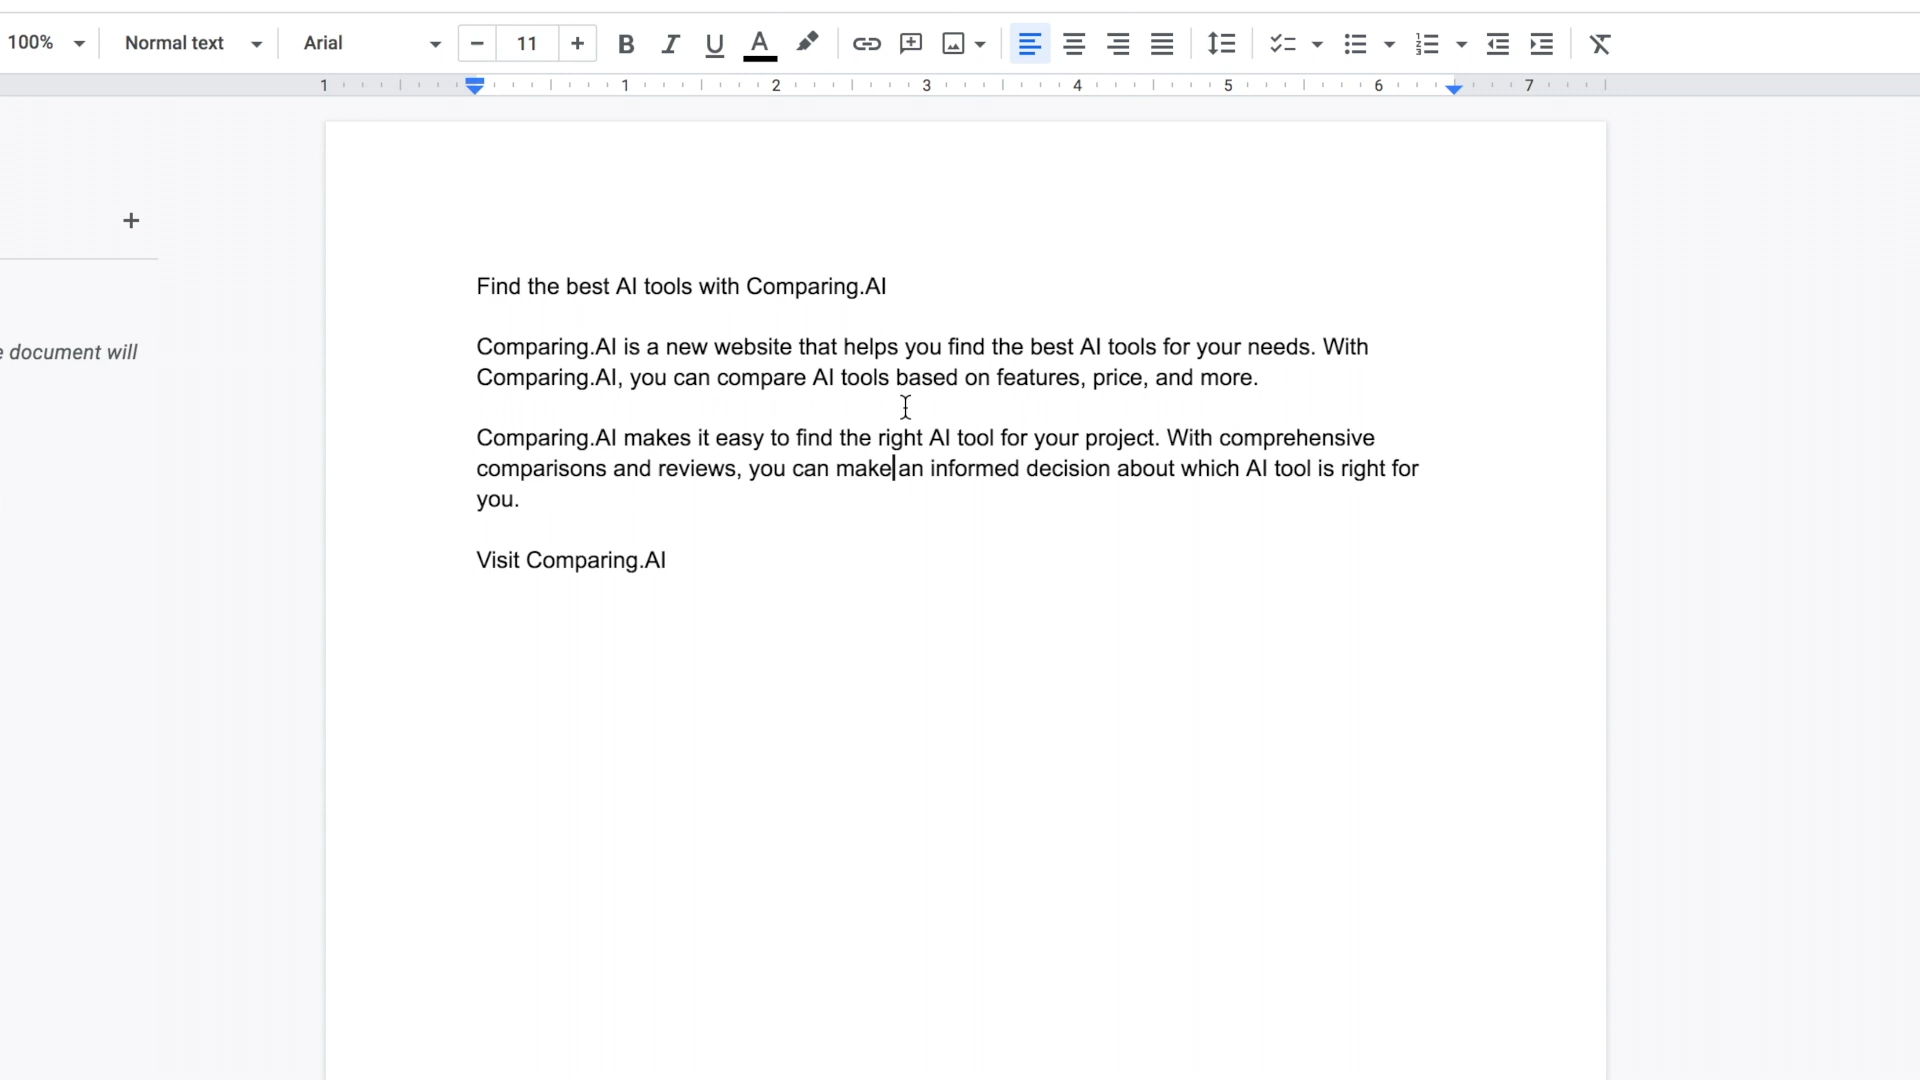 100% Normal text Arial 11
1 1 2 3 4 5 6 7
Find the best AI tools with Comparing.AI
Comparing.AI is a new website that helps you find the best AI tools for your needs. With
document will
Comparing.AI, you can compare AI tools based on features, price, and more.
Comparing.AI makes it easy to find the right AI tool for your project. With comprehensive
comparisons and reviews, you can make an informed decision about which AI tool is right for
you.
Visit Comparing.AI